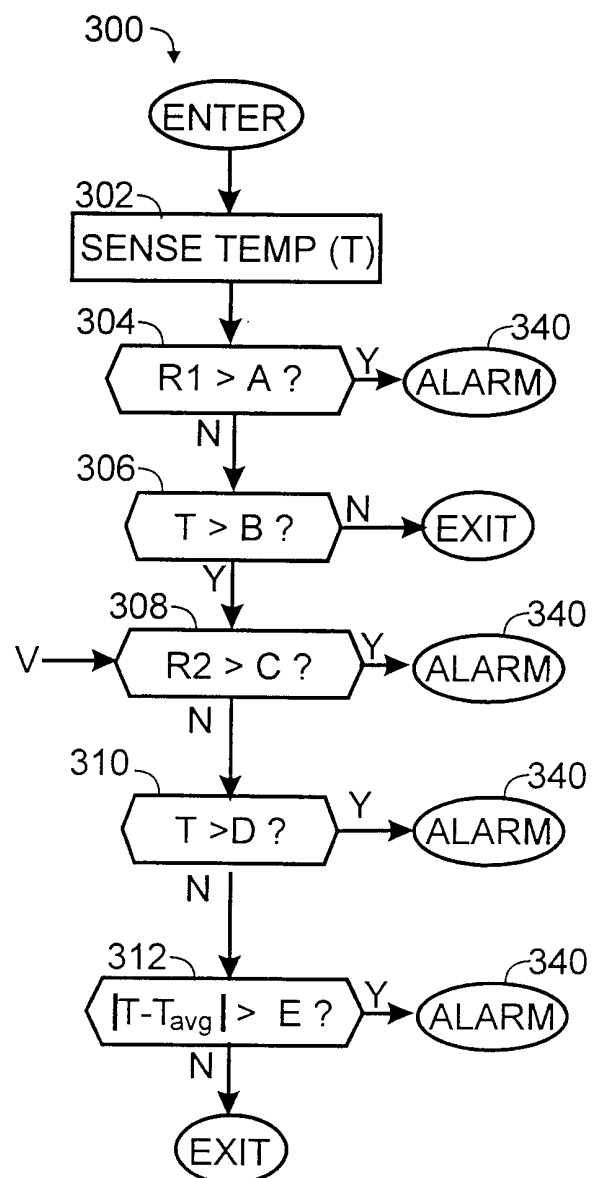 300
ENTER
302
SENSE TEMP (T)
304
340
R1 > A ?
Y
ALARM
N
306
T > B ?
N
EXIT
Y
308
340
V
R2 > C ?
Y
ALARM
N
310
340
T >D ?
Y
ALARM
N
312
340
|T-Tavg| > E ?
Y
ALARM
N
EXIT